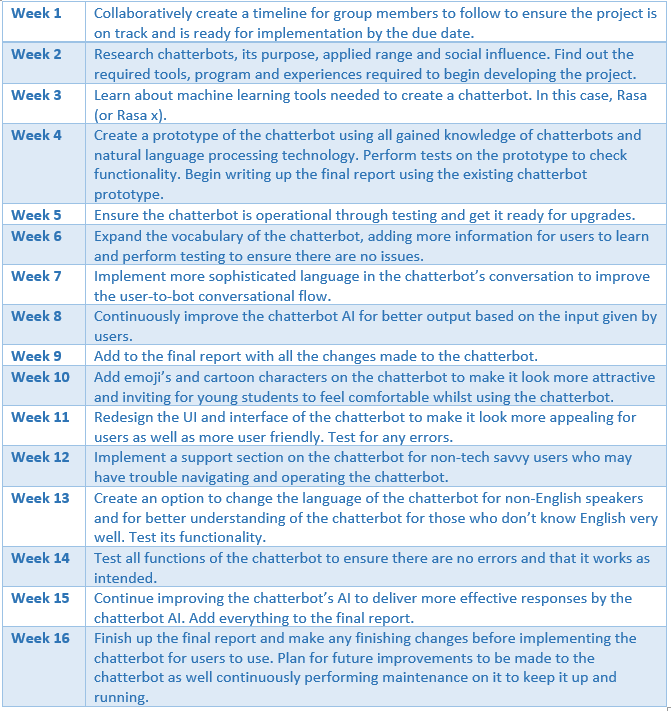 Week 1 Collaboratively create a timeline for group members to follow to ensure the project is
on track and is ready for implementation by the due date.
Week 2 Research chatterbots, its purpose, applied range and social influence. Find out the
required tools, program and experiences required to begin developing the project.
Week 3 Learn about machine learning tools needed to create a chatterbot. In this case, Rasa
(or Rasa x).
Week 4 Create a prototype of the chatterbot using all gained knowledge of chatterbots and
natural language processing technology. Perform tests on the prototype to check
functionality. Begin writing up the final report using the existing chatterbot
prototype.
Week 5 Ensure the chatterbot is operational through testing and get it ready for upgrades.
Week 6 Expand the vocabulary of the chatterbot, adding more information for users to learn
and perform testing to ensure there are no issues.
Week 7 Implement more sophisticated language in the chatterbot's conversation to improve
the user-to-bot conversational flow.
Week 8 Continuously improve the chatterbot AI for better output based on the input given by
users.
Week 9 Add to the final report with all the changes made to the chatterbot.
Week 10 Add emoji's and cartoon characters on the chatterbot to make it look more attractive
and inviting for young students to feel comfortable whilst using the chatterbot.
Week 11 Redesign the UI and interface of the chatterbot to make it look more appealing for
users as well as more user friendly. Test for any errors.
Week 12 Implement a support section on the chatterbot for non-tech savvy users who may
have trouble navigating and operating the chatterbot.
Week 13 Create an option to change the language of the chatterbot for non-English speakers
and for better understanding of the chatterbot for those who don't know English very
well. Test its functionality.
Week 14 Test all functions of the chatterbot to ensure there are no errors and that it works as
intended.
Week 15 Continue improving the chatterbot's AI to deliver more effective responses by the
chatterbot AI. Add everything to the final report.
Week 16 Finish up the final report and make any finishing changes before implementing the
chatterbot for users to use. Plan for future improvements to be made to the
chatterbot as well continuously performing maintenance on it to keep it up and
running.